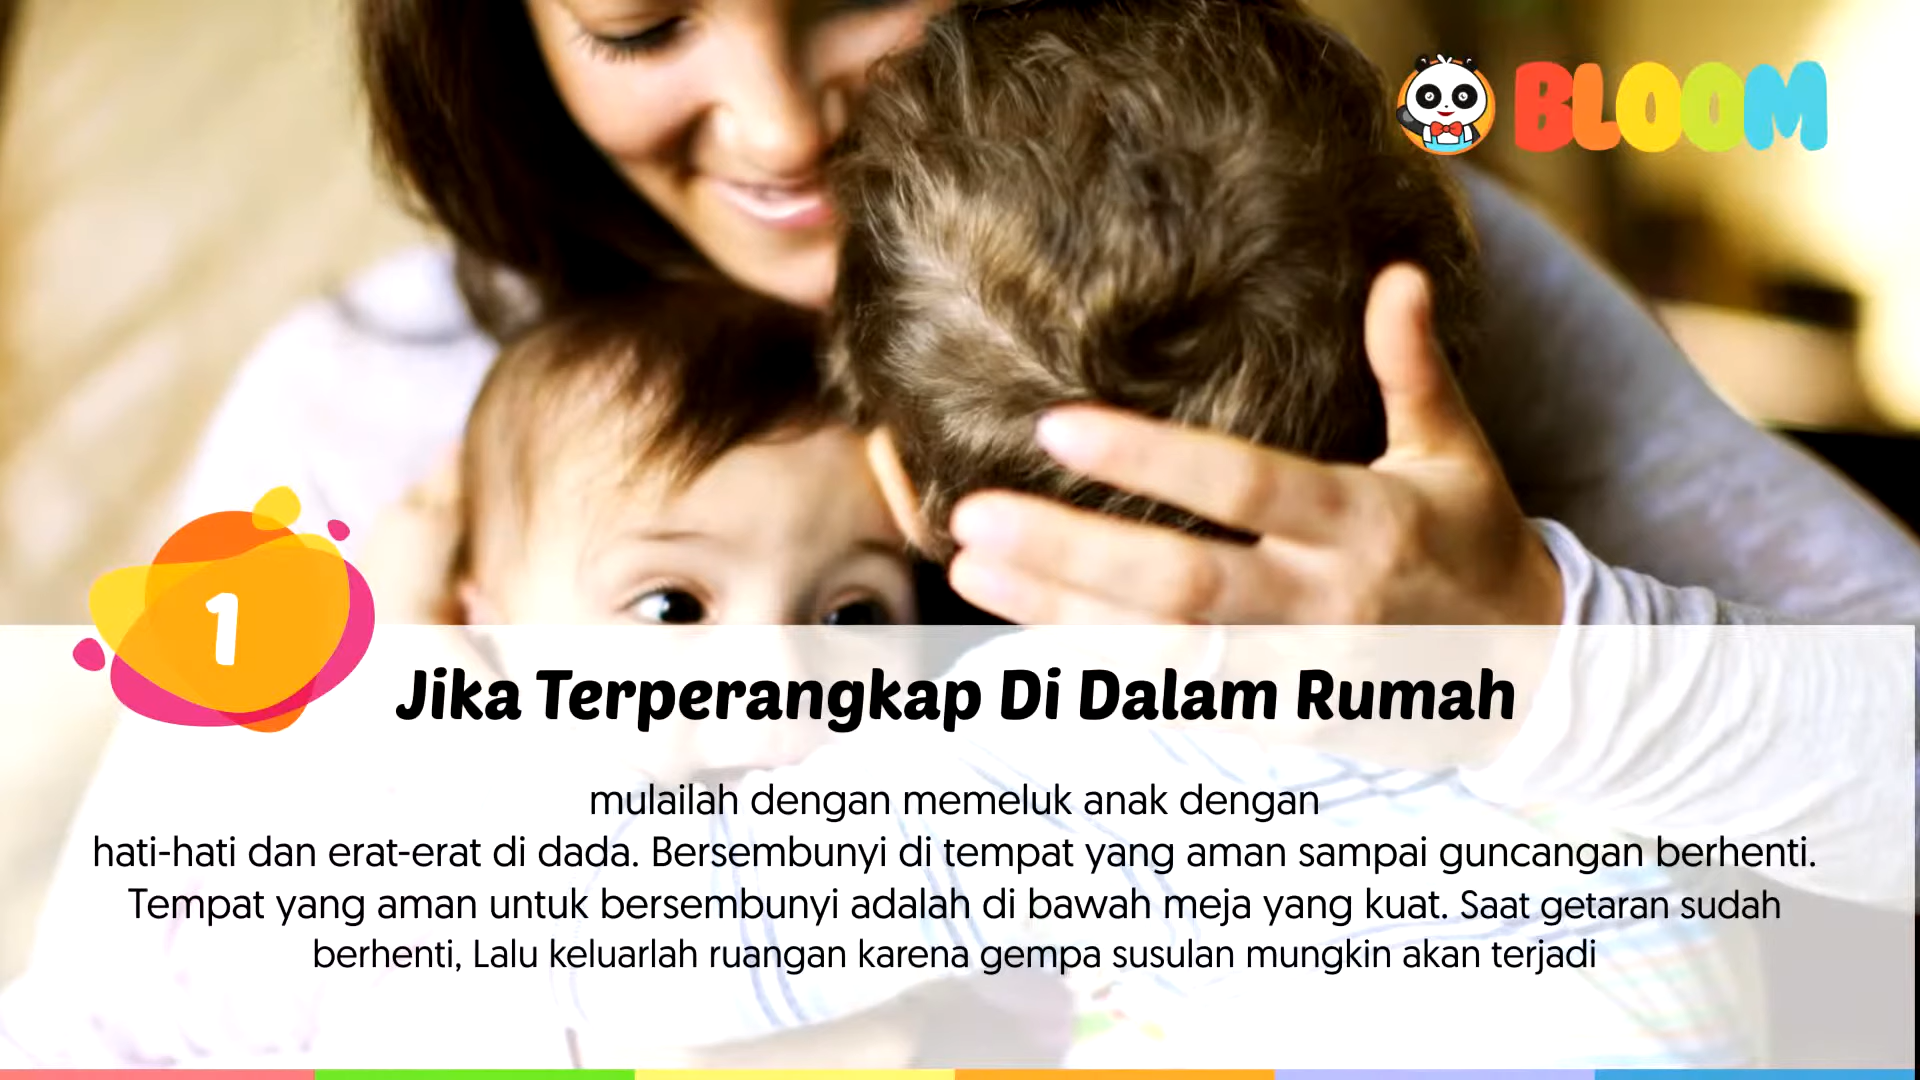 BLOOM
1
Jika Terperangkap Di Dalam Rumah
mulailah dengan memeluk anak dengan
hati-hati dan erat-erat di dada. Bersembunyi di tempat yang aman sampai guncangan berhenti.
Tempat yang aman untuk bersembunyi adalah di bawah meja yang kuat. Saat getaran sudah
berhenti, Lalu keluarlah ruangan karena gempa susulan mungkin akan terjadi